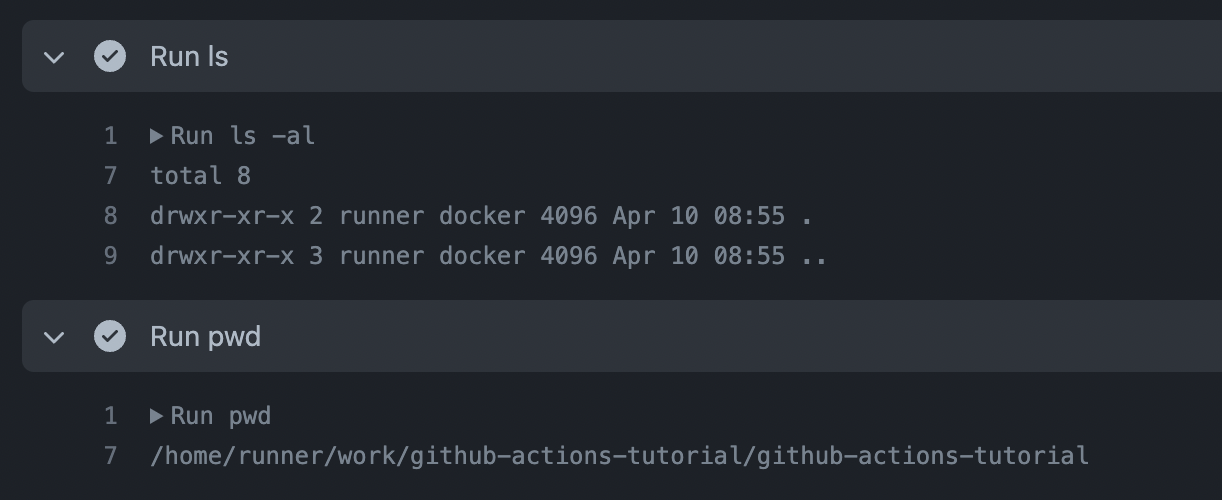 Run ls
1 Run ls -al
7 total 8
8 drwxr-xr-x 2 runner docker 4096 Apr 10 08:55 .
9 drwxr-xr-x 3 runner docker 4096 Apr 10 08:55 ..
Run pwd
1 Run pwd
7 /home/runner/work/github-actions-tutorial/github-actions-tutorial